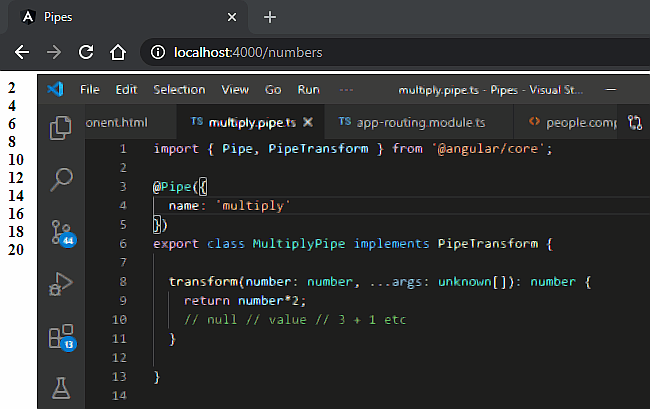 Pipes
localhost:4000/numbers
2
4
6
8
10
12
14
16
18
20
File Edit Selection View Go Run ··· multiply.pipe.ts - Pipes - Visual St...
onent.html TS multiply.pipe.ts TS app-routing.module.ts <> people.comp
1 import { Pipe, PipeTransform } from '@angular/core';
2
3 @Pipe({
4 name: 'multiply'
5 })
6 export class MultiplyPipe implements PipeTransform {
7
8 transform(number: number, ...args: unknown[]): number {
9 return number*2;
10 // null // value // 3 + 1 etc
11 }
12
13 }
14
44
13